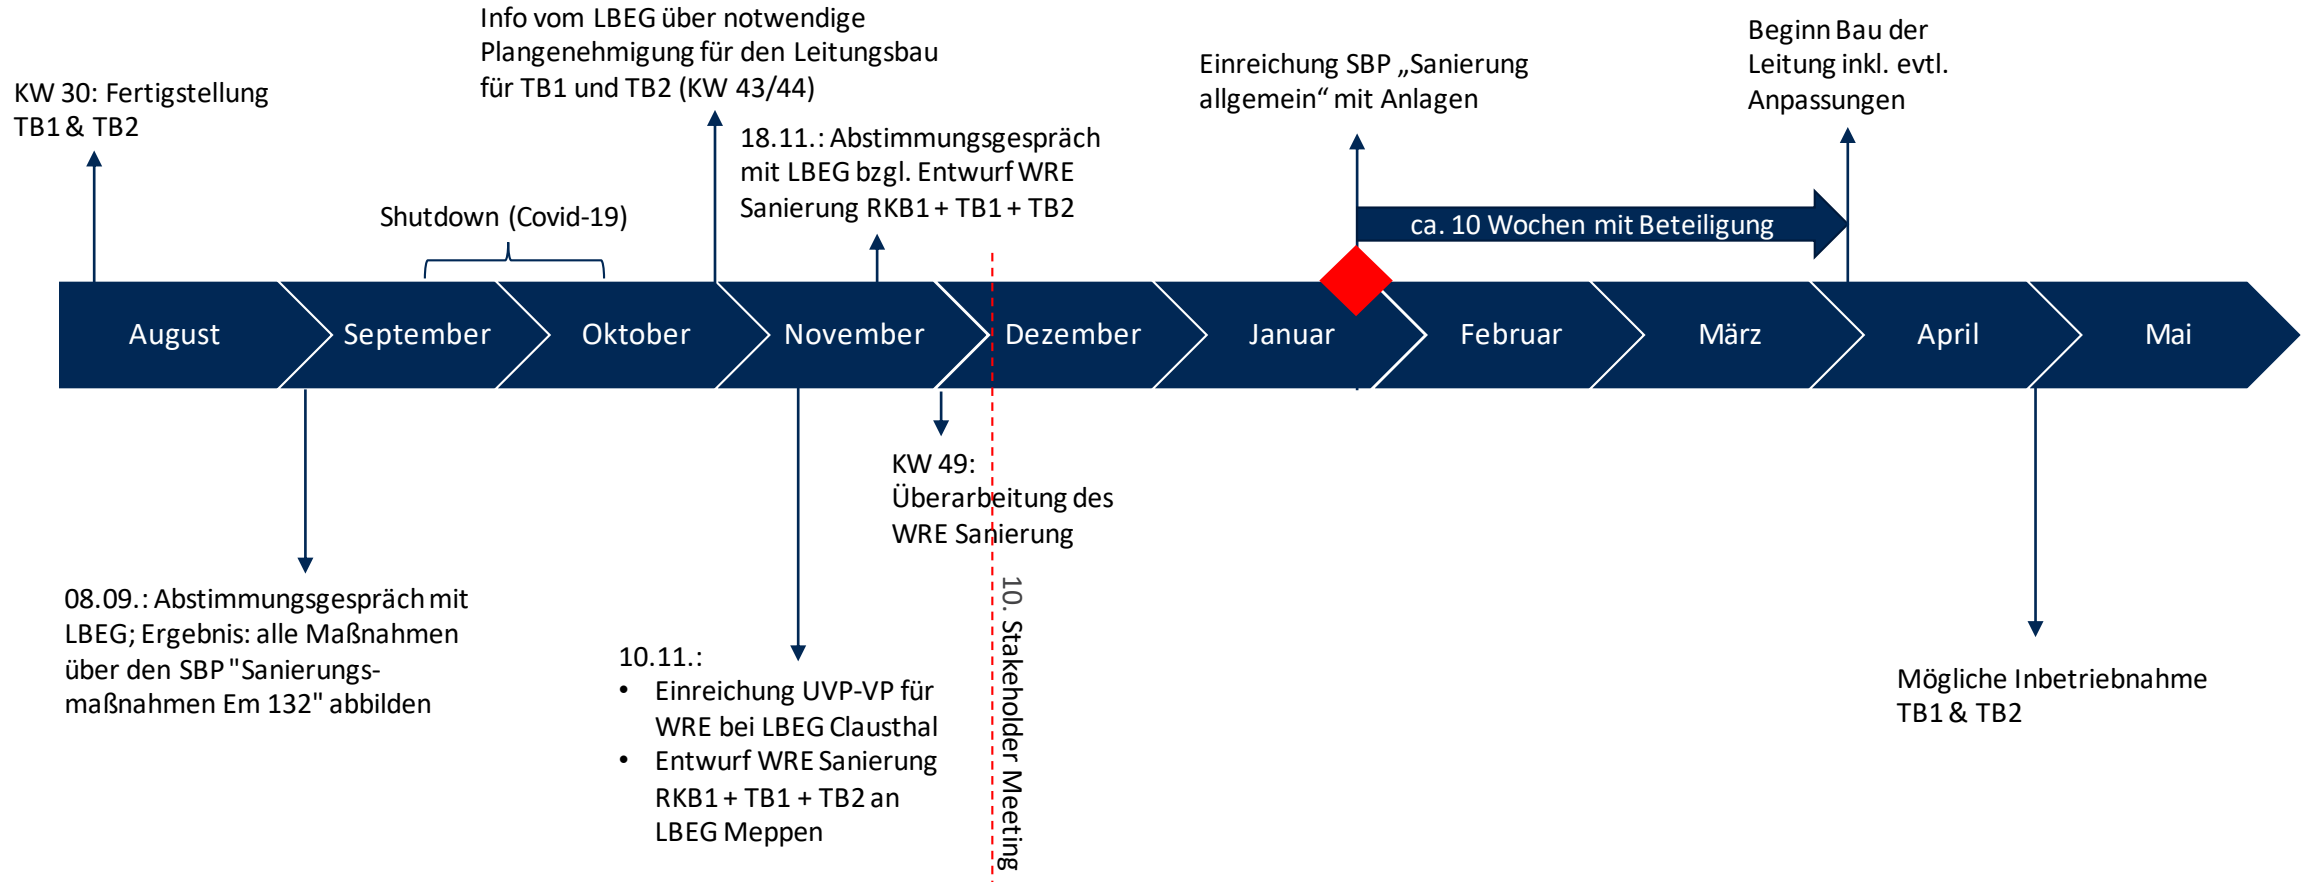 Info vom LBEG über notwendige
Plangenehmigung für den Leitungsbau
für TB1 und TB2 (KW 43/44)
KW 30: Fertigstellung
TB1 & TB2
Shutdown (Covid-19)
18.11.: Abstimmungsgespräch
mit LBEG bzgl. Entwurf WRE
Sanierung RKB1 + TB1 + TB2
Einreichung SBP „Sanierung
allgemein“ mit Anlagen
Beginn Bau der
Leitung inkl. evtl.
Anpassungen
ca. 10 Wochen mit Beteiligung
August
September
Oktober
November
Dezember
Januar
Februar
März
April
Mai
08.09.: Abstimmungsgespräch mit
LBEG; Ergebnis: alle Maßnahmen
über den SBP "Sanierungs-
maßnahmen Em 132" abbilden
10.11.:
• Einreichung UVP-VP für
WRE bei LBEG Clausthal
• Entwurf WRE Sanierung
RKB1 + TB1 + TB2 an
LBEG Meppen
KW 49:
Überarbeitung des
WRE Sanierung
10. Stakeholder Meeting
Mögliche Inbetriebnahme
TB1 & TB2